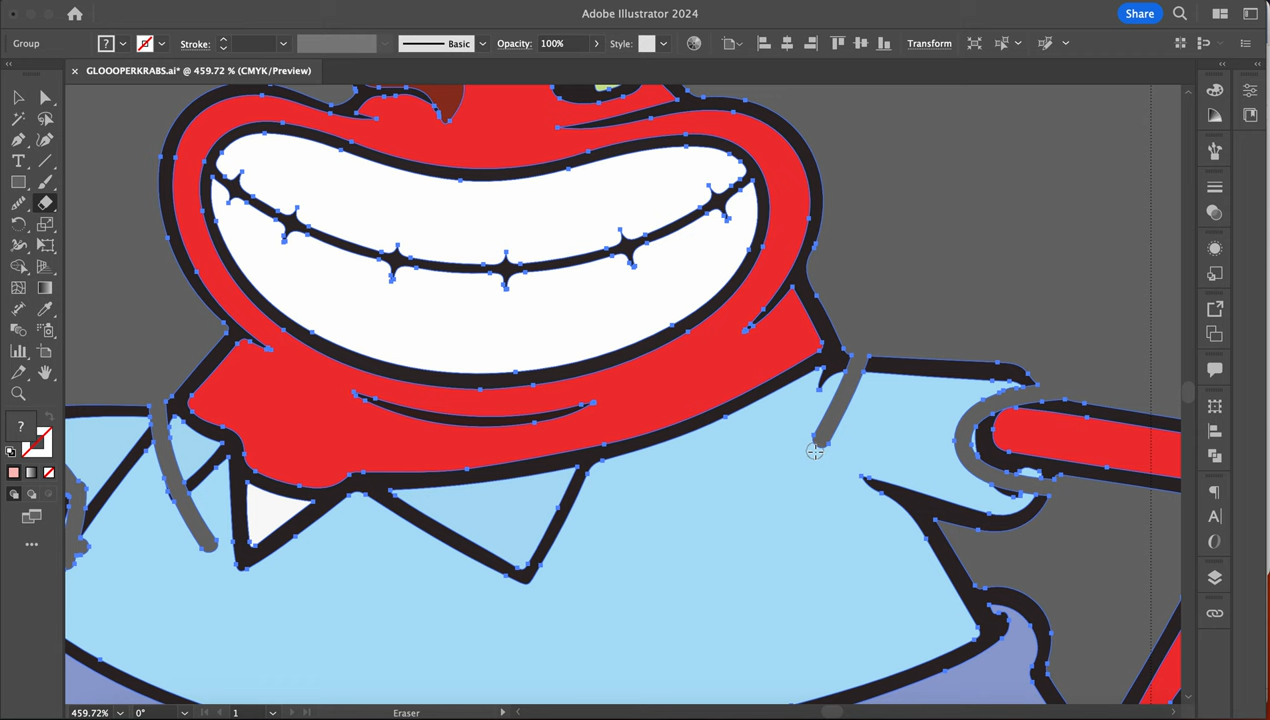 Adobe Illustrator 2024
Share
Group
?
Stroke:
Basic
Opacity:
100%
Style:
Transform
× GLOOOPERKRABS.ai* @ 459.72 % (CMYK/Preview)
T
?
A
459.72%
0°
1
Eraser